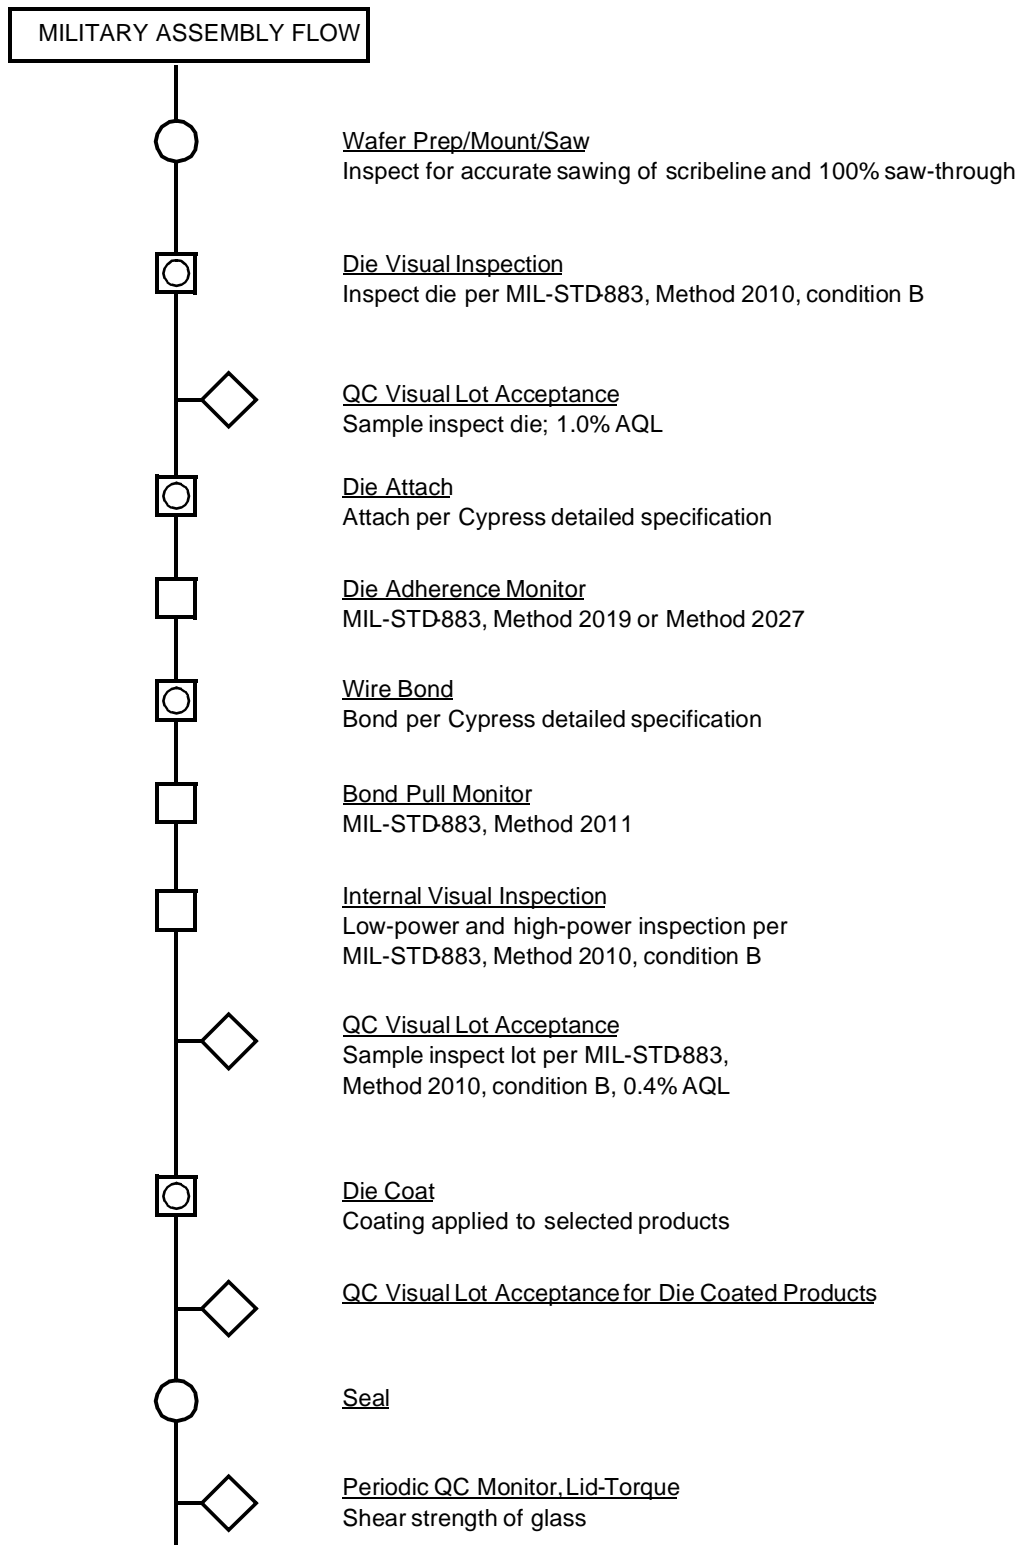 MILITARY ASSEMBLY FLOW
Wafer Prep/Mount/Saw
Inspect for accurate sawing of scribeline and 100% saw-through
Die Visual Inspection
Inspect die per MIL-STD-883, Method 2010, condition B
QC Visual Lot Acceptance
Sample inspect die; 1.0% AQL
Die Attach
Attach per Cypress detailed specification
Die Adherence Monitor
MIL-STD-883, Method 2019 or Method 2027
Wire Bond
Bond per Cypress detailed specification
Bond Pull Monitor
MIL-STD-883, Method 2011
Internal Visual Inspection
Low-power and high-power inspection per
MIL-STD-883, Method 2010, condition B
QC Visual Lot Acceptance
Sample inspect lot per MIL-STD-883,
Method 2010, condition B, 0.4% AQL
Die Coat
Coating applied to selected products
QC Visual Lot Acceptance for Die Coated Products
Seal
Periodic QC Monitor, Lid-Torque
Shear strength of glass